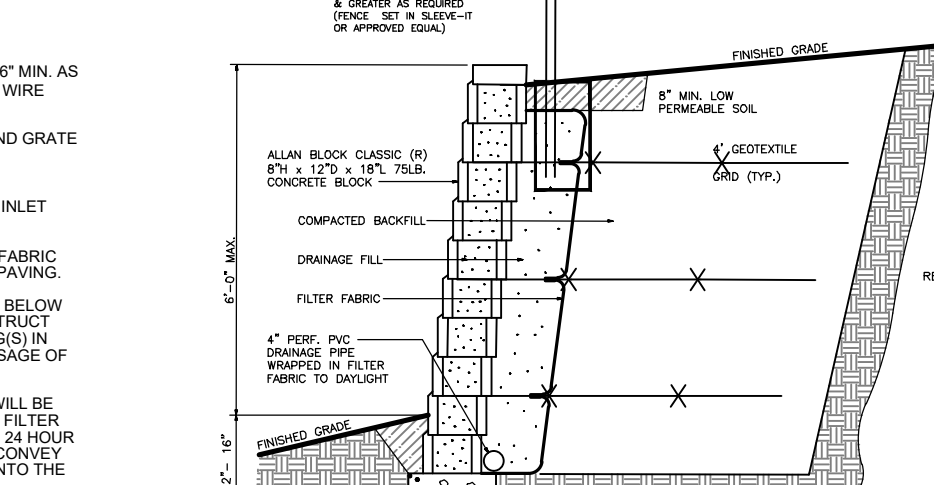 & GREATER AS REQUIRED
(FENCE SET IN SLEEVE-IT
OR APPROVED EQUAL)
6" MIN. AS
WIRE
ND GRATE
INLET
FABRIC
PAVING.
BELOW
TRUCT
G(S) IN
SAGE OF
WILL BE
FILTER
24 HOUR
CONVEY
NTO THE
FINISHED GRADE
8" MIN. LOW
PERMEABLE SOIL
ALLAN BLOCK CLASSIC (R)
8"H x 12"D x 18"L 75LB.
CONCRETE BLOCK
4' GEOTEXTILE
GRID (TYP.)
COMPACTED BACKFILL
DRAINAGE FILL
FILTER FABRIC
6'-0" MAX.
4" PERF. PVC
DRAINAGE PIPE
WRAPPED IN FILTER
FABRIC TO DAYLIGHT
FINISHED GRADE
2"- 16"
RE